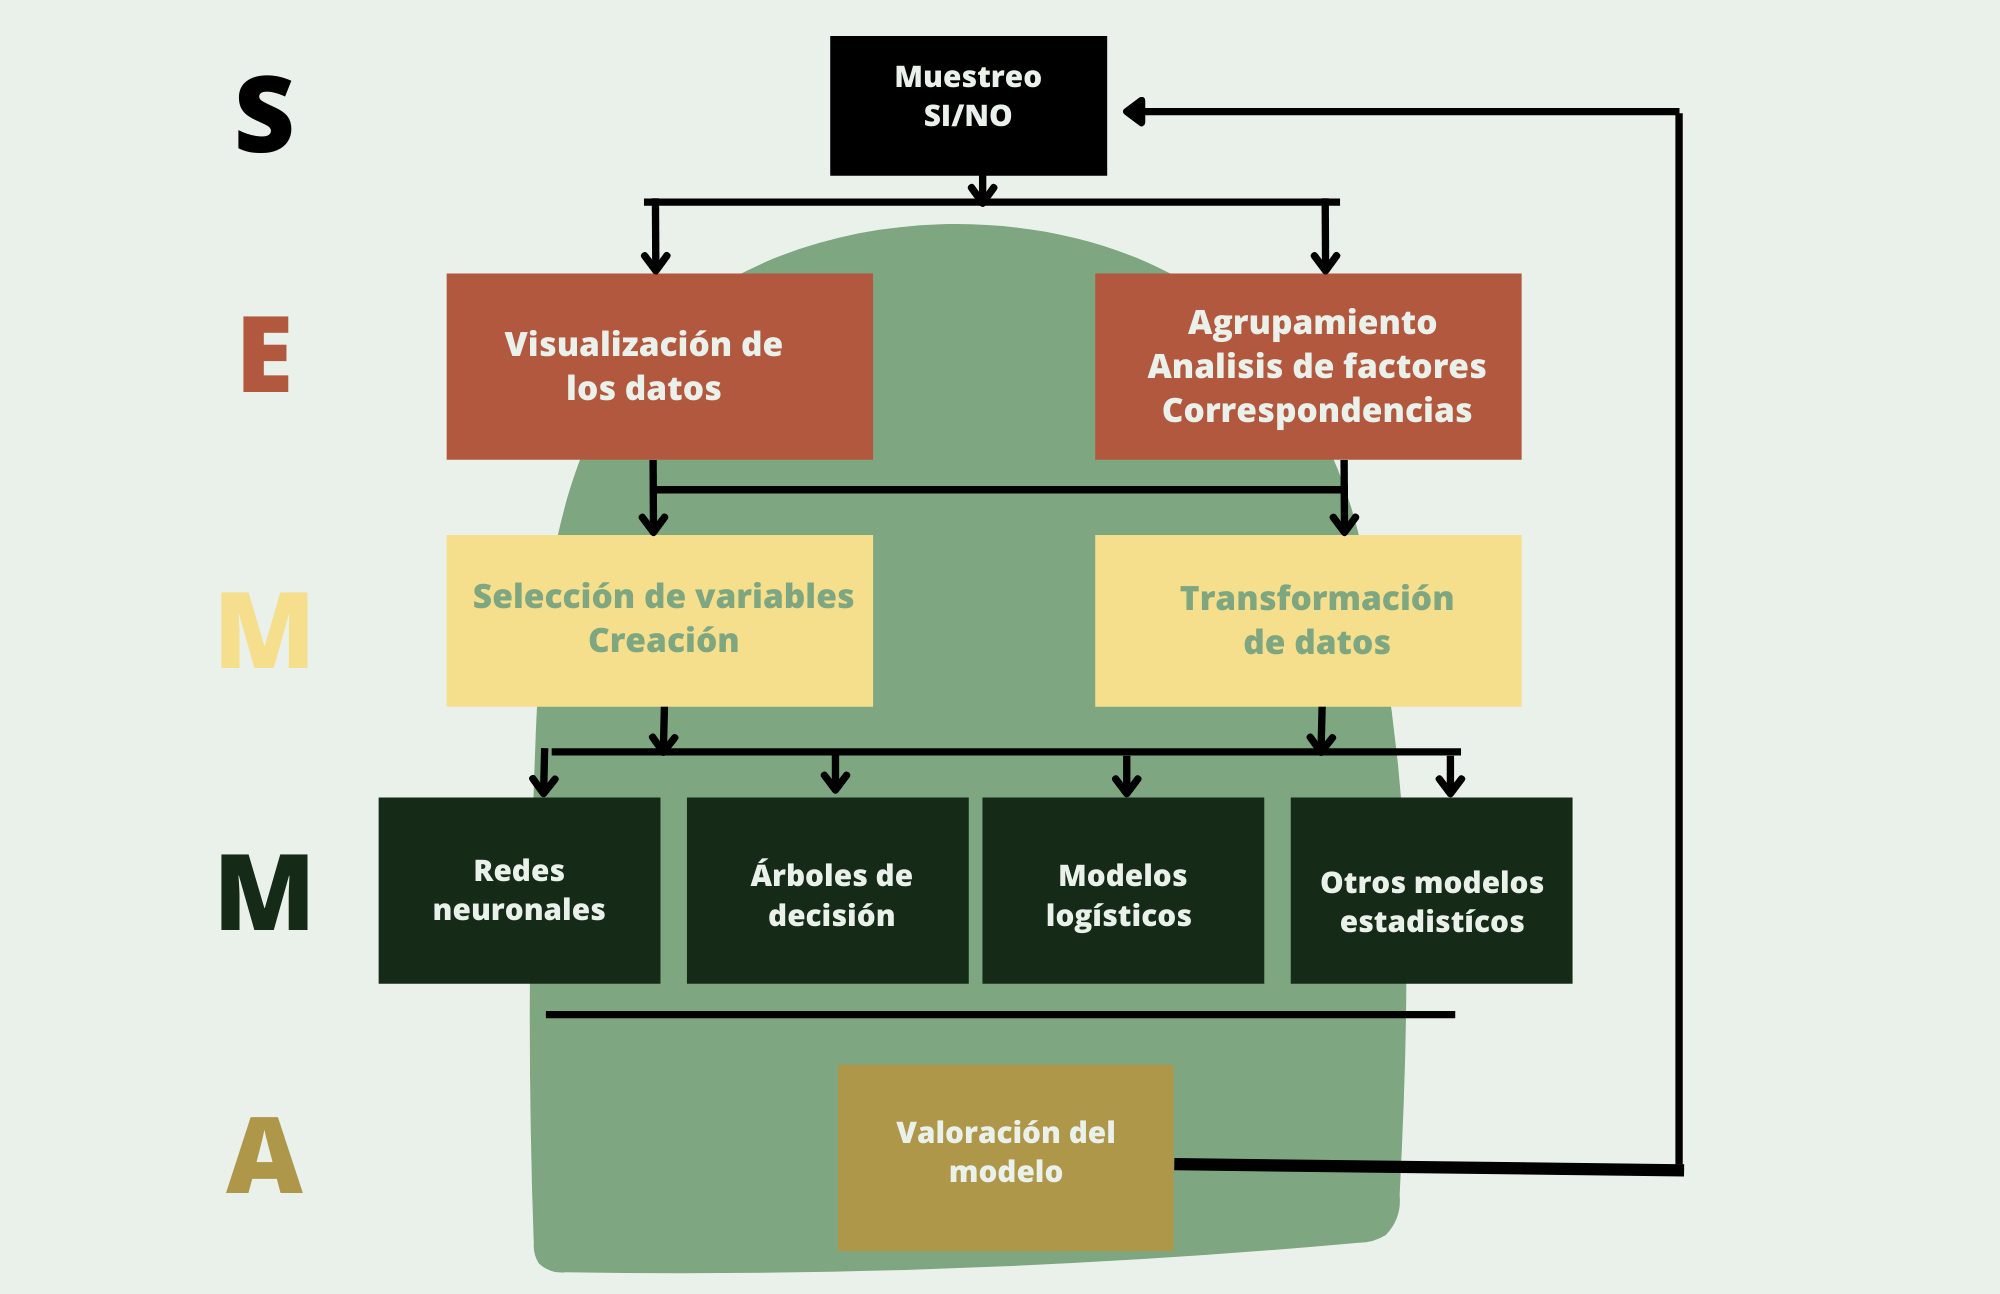 S
Muestreo
SI/NO
E
Visualización de
los datos
Agrupamiento
Analisis de factores
Correspondencias
M
Selección de variables
Creación
Transformación
de datos
M
Redes
neuronales
Árboles de
decisión
Modelos
logísticos
Otros modelos
estadistícos
A
Valoración del
modelo